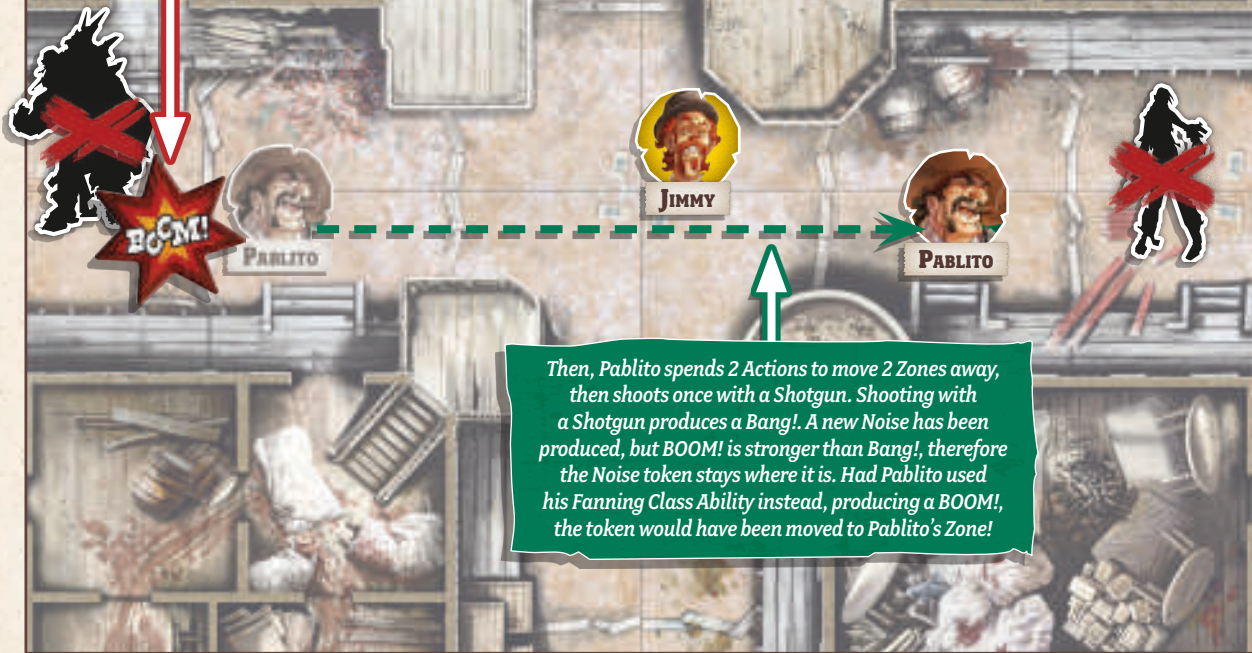 JIMMY
BOOM!
PABLITO
PABLITO
Then, Pablito spends 2 Actions to move 2 Zones away,
then shoots once with a Shotgun. Shooting with
a Shotgun produces a Bang!. A new Noise has been
produced, but BOOM! is stronger than Bang!, therefore
the Noise token stays where it is. Had Pablito used
his Fanning Class Ability instead, producing a BOOM!,
the token would have been moved to Pablito's Zone!